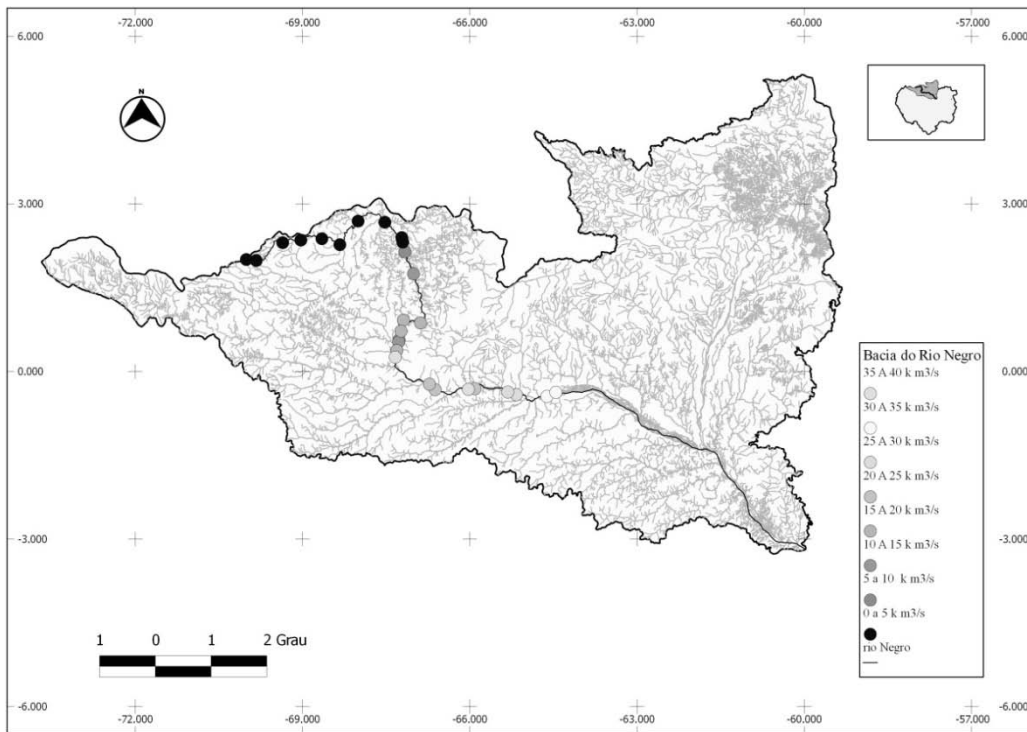 -72.000 -69.000 -66.000 -63.000 -60.000 -57.000
6.000 6.000
N
3.000 3.000
0.000 0.000
Bacia do Rio Negro
35 A 40 k m3/s
30 A 35 k m3/s
25 A 30 k m3/s
20 A 25 k m3/s
15 A 20 k m3/s
10 A 15 k m3/s
5 a 10 k m3/s
0 a 5 k m3/s
rio Negro
-3.000 -3.000
1 0 1 2 Grau
-6.000 -6.000
-72.000 -69.000 -66.000 -63.000 -60.000 -57.000